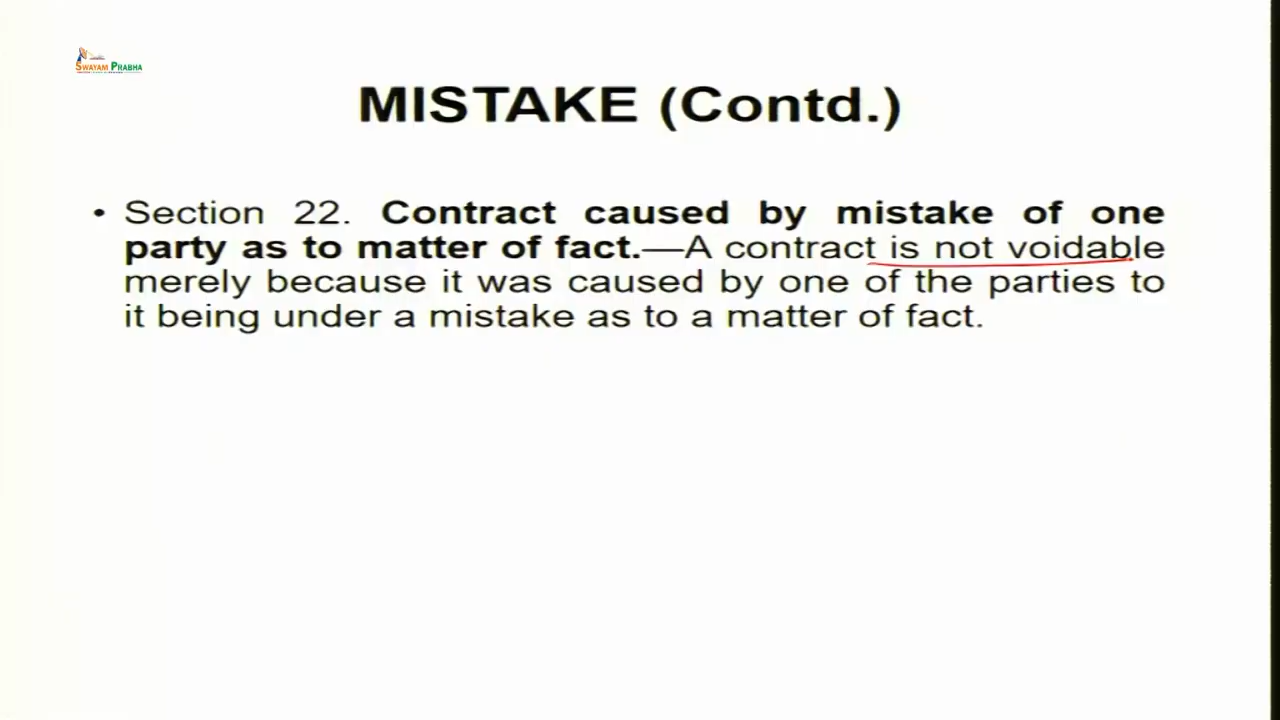 SWAYAM PRABHA
MISTAKE (Contd.)
• Section 22. Contract caused by mistake of one
party as to matter of fact.—A contract is not voidable
merely because it was caused by one of the parties to
it being under a mistake as to a matter of fact.